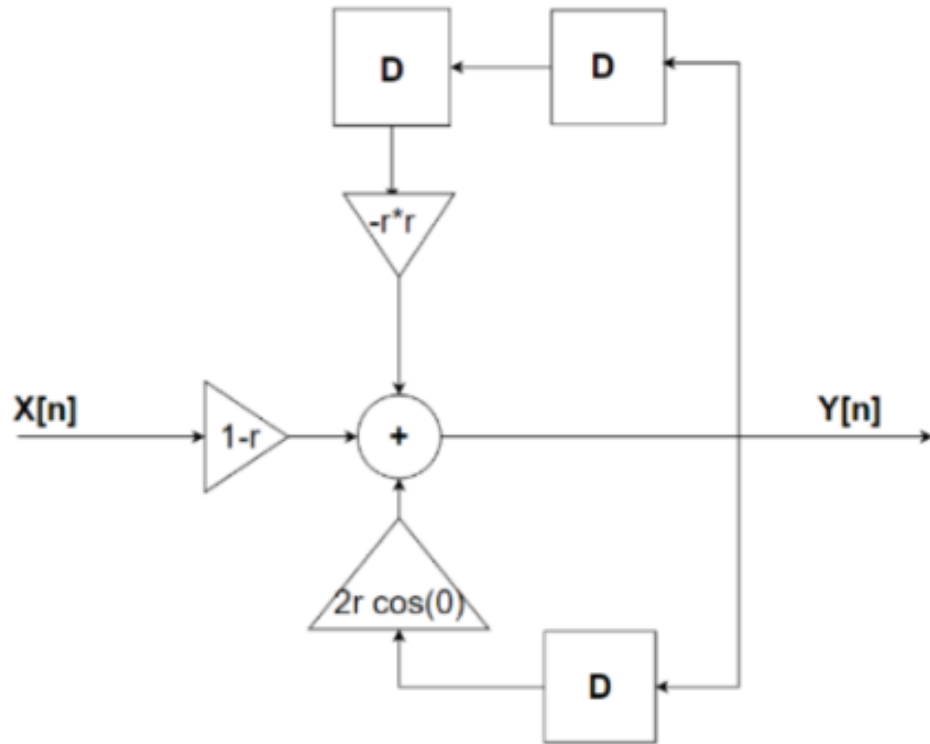 D
D
-r*r
X[n]
1-r
+
Y[n]
2r cos(0)
D